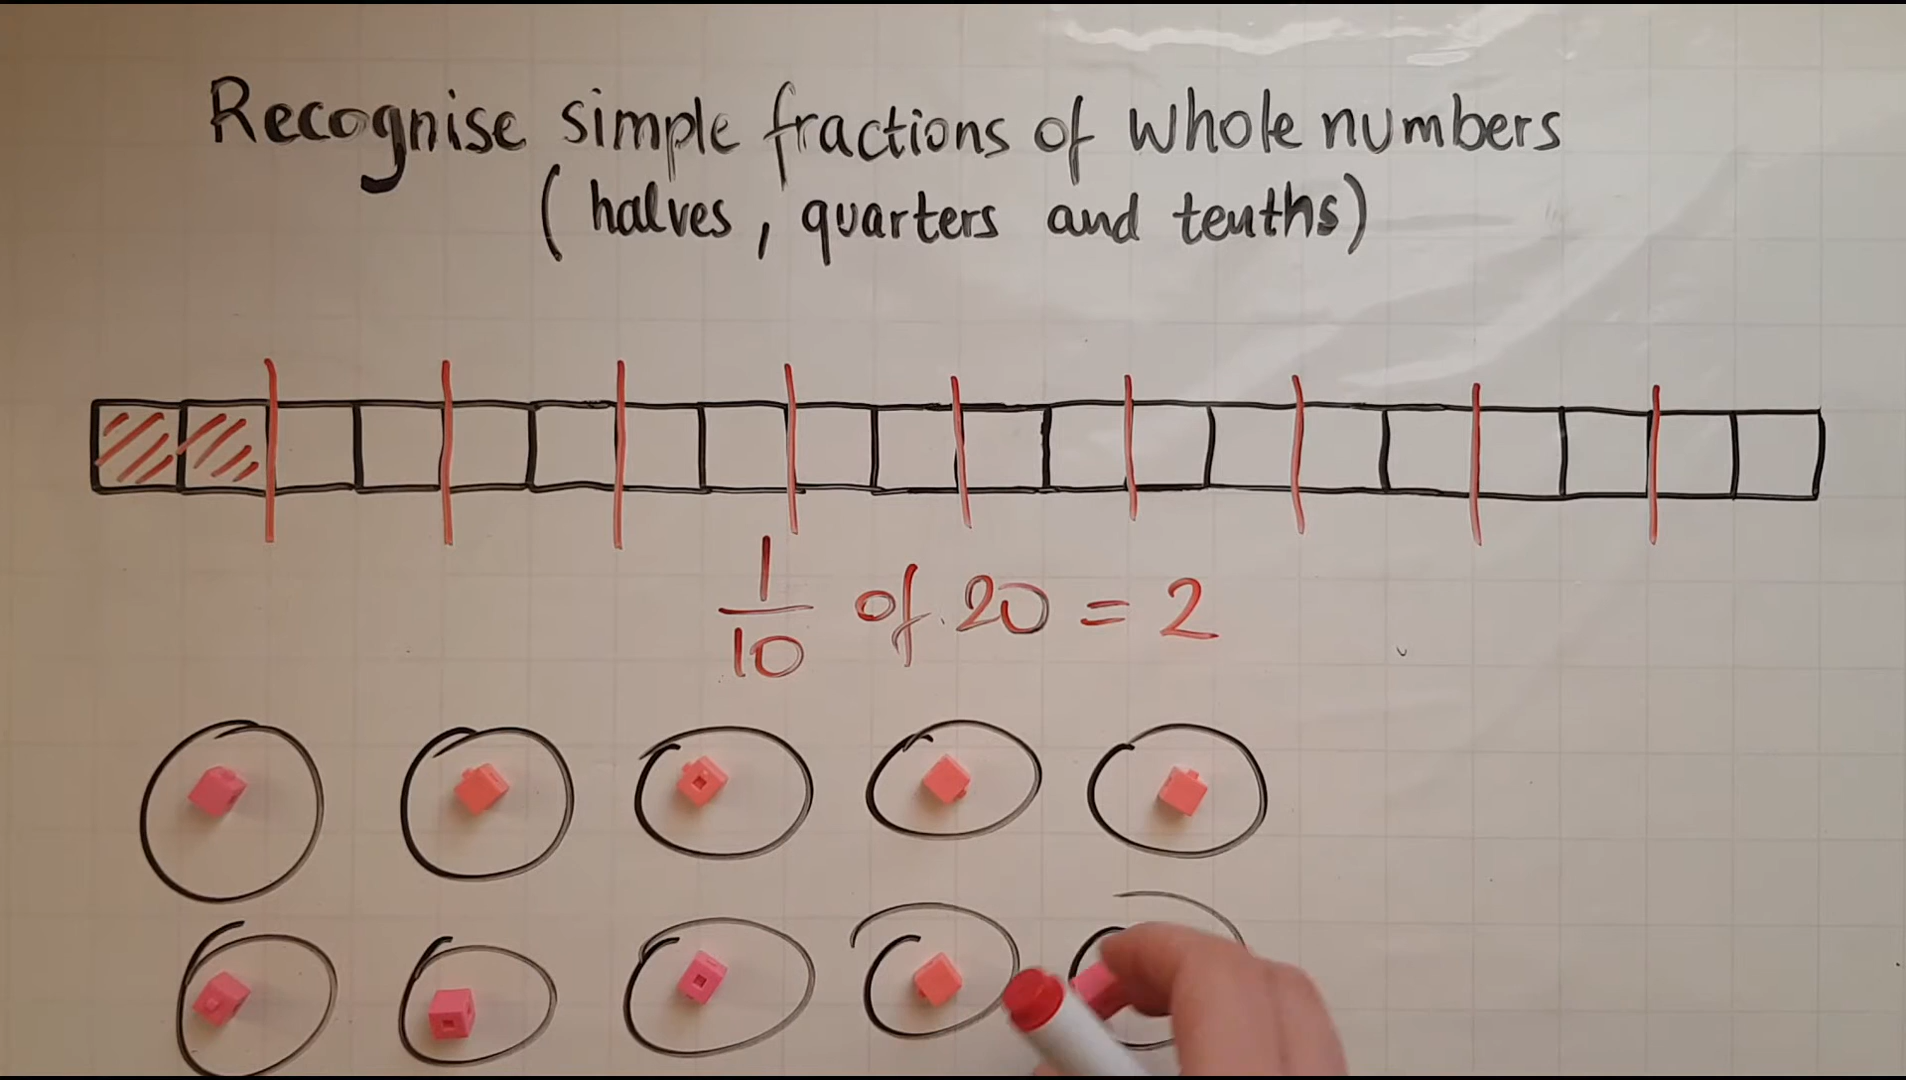 Recognise simple fractions of whole numbers
(halves, quarters and tenths)
1/10 of 20 = 2